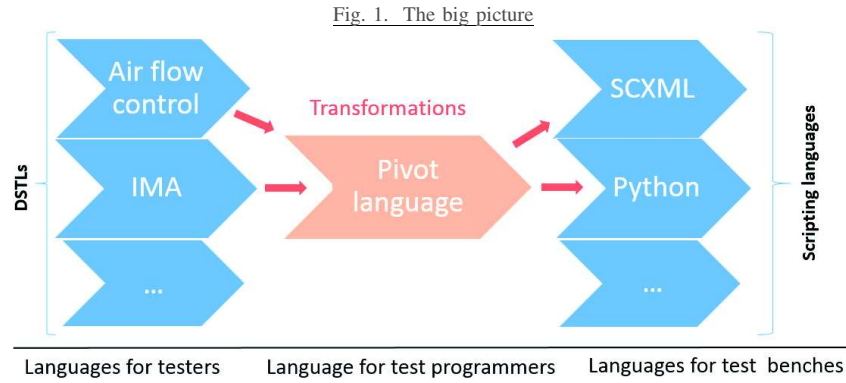 Fig. 1. The big picture
Air flow
control
Transformations
SCXML
DSTLs
IMA
Pivot
language
Python
Scripting languages
...
...
Languages for testers
Language for test programmers
Languages for test benches